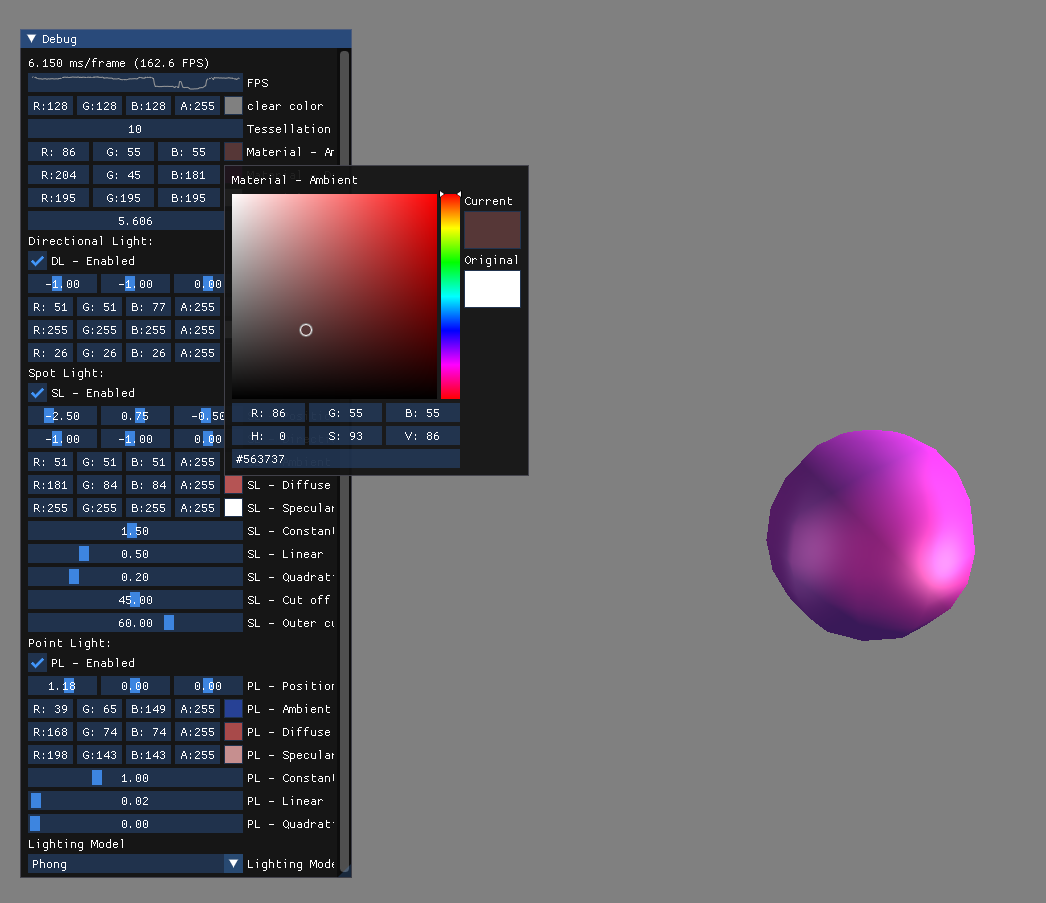 Debug
6.150 ms/frame (162.6 FPS)
FPS
R:128 G:128 B:128 A:255 clear color
10 Tessellation
R: 86 G: 55 B: 55 Material - Ar
R:204 G: 45 B:181
R:195 G:195 B:195
5.606
Directional Light:
DL - Enabled
-1.00 -1.00 0.00
R: 51 G: 51 B: 77 A:255
R:255 G:255 B:255 A:255
R: 26 G: 26 B: 26 A:255
Spot Light:
SL - Enabled
-2.50 0.75 -0.50
-1.00 -1.00 0.00
R: 51 G: 51 B: 51 A:255
R:181 G: 84 B: 84 A:255 SL - Diffuse
R:255 G:255 B:255 A:255 SL - Specular
1.50 SL - Constant
0.50 SL - Linear
0.20 SL - Quadrat
45.00 SL - Cut off
60.00 SL - Outer cu
Point Light:
PL - Enabled
1.18 0.00 0.00 PL - Position
R: 39 G: 65 B:149 A:255 PL - Ambient
R:168 G: 74 B: 74 A:255 PL - Diffuse
R:198 G:143 B:143 A:255 PL - Specular
1.00 PL - Constant
0.02 PL - Linear
0.00 PL - Quadrat
Lighting Model
Phong Lighting Mode
Material - Ambient
Current
Original
R: 86 G: 55 B: 55
H: 0 S: 93 V: 86
#563737